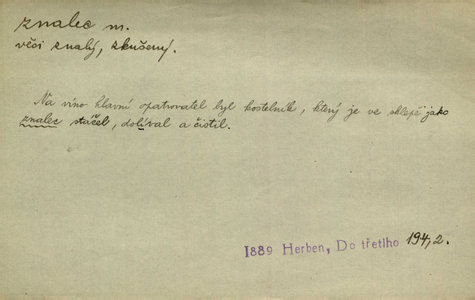 znalec m.
věci znalý, zkušený.
Na víno hlavní opatrovatel byl kostelník, který je ve sklepě jako
znalec stáčel, dolíval a čistil.
1889 Herben, Do třetího 194,2.